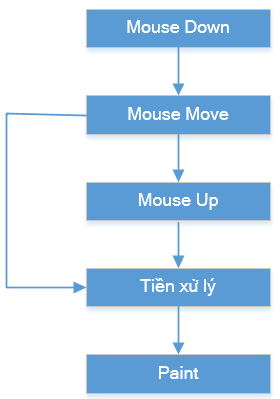 Mouse Down
Mouse Move
Mouse Up
Tiền xử lý
Paint